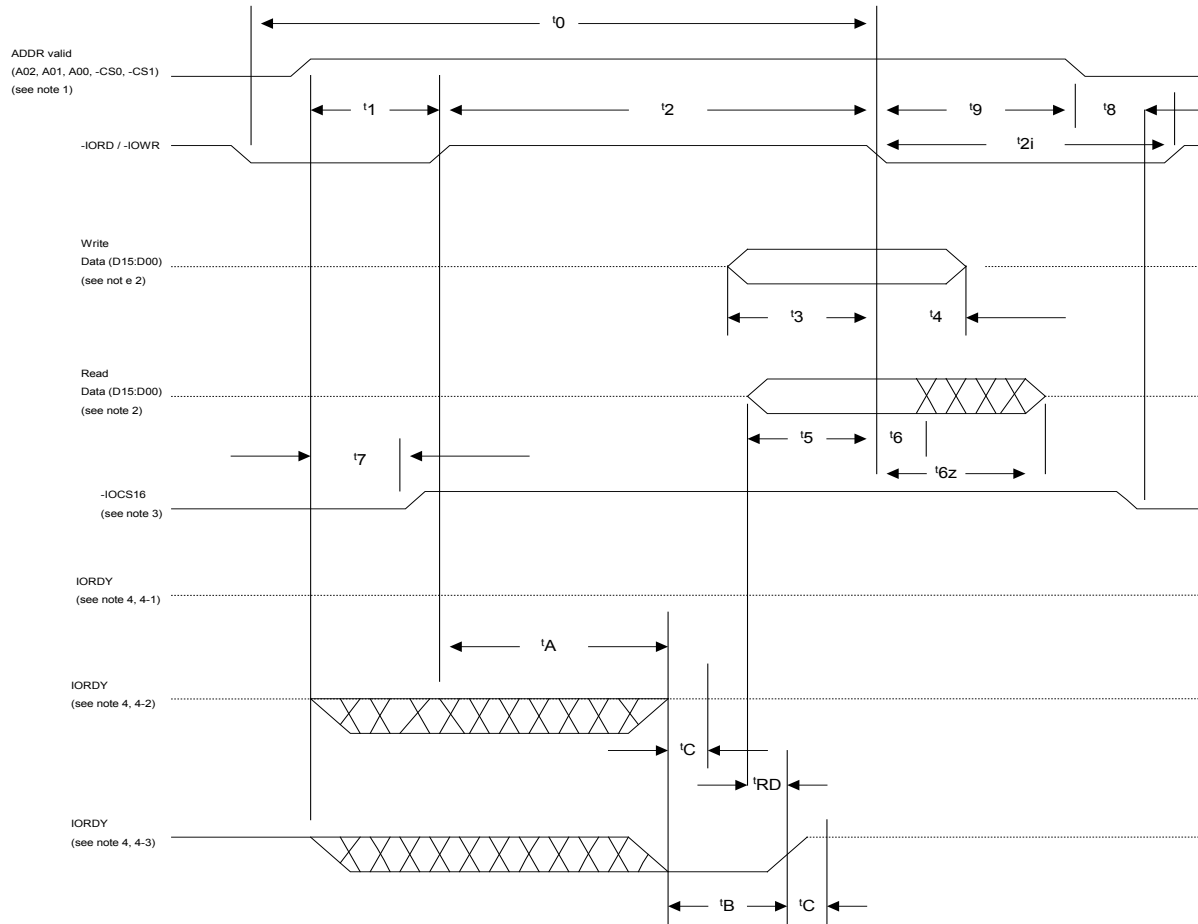 t0
ADDR valid
(A02, A01, A00, -CS0, -CS1)
(see note 1)
t1
t2
t9
t8
-IORD / -IOWR
t2i
Write
Data (D15:D00)
(see not e 2)
t3
t4
Read
Data (D15:D00)
(see note 2)
t5
t6
t7
t6z
-IOCS16
(see note 3)
IORDY
(see note 4, 4-1)
tA
IORDY
(see note 4, 4-2)
tC
tRD
IORDY
(see note 4, 4-3)
tB
tC